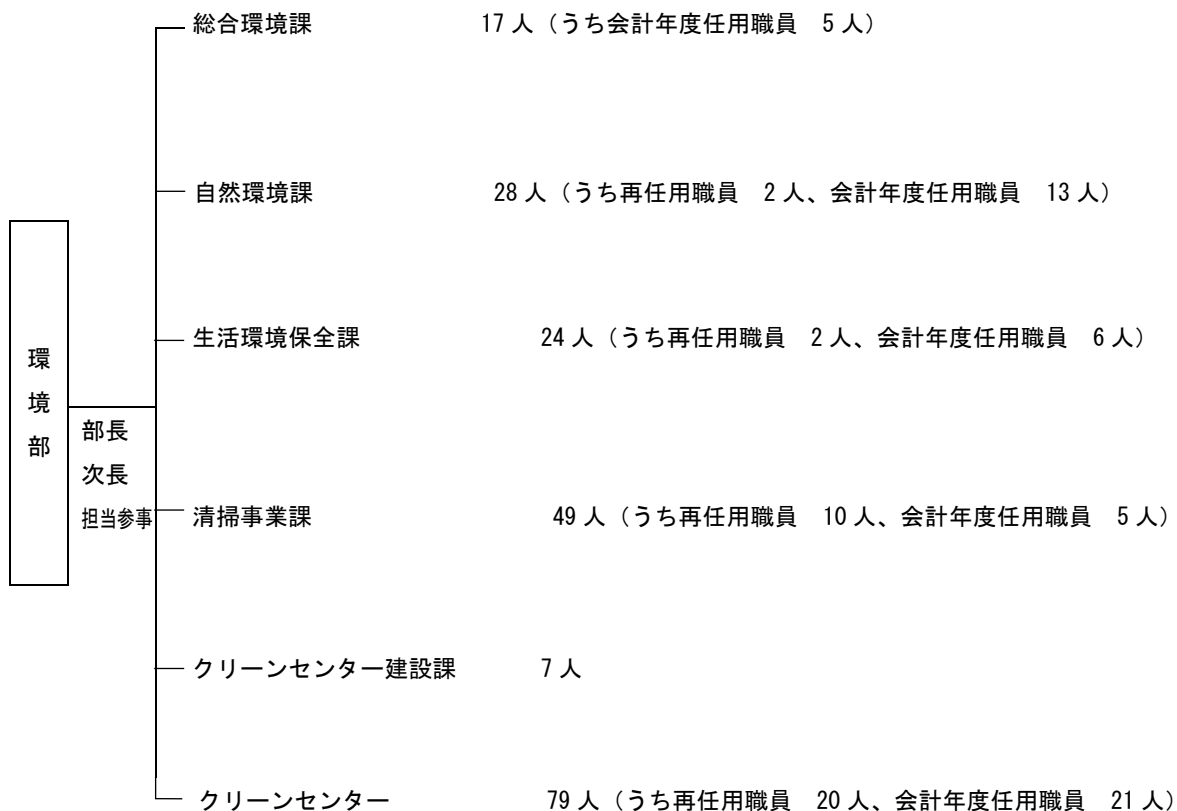 総合環境課 17人（うち会計年度任用職員 5人）
自然環境課 28人（うち再任用職員 2人、会計年度任用職員 13人）
生活環境保全課 24人（うち再任用職員 2人、会計年度任用職員 6人）
環境部
部長
次長
担当参事
清掃事業課 49人（うち再任用職員 10人、会計年度任用職員 5人）
クリーンセンター建設課 7人
クリーンセンター 79人（うち再任用職員 20人、会計年度任用職員 21人）